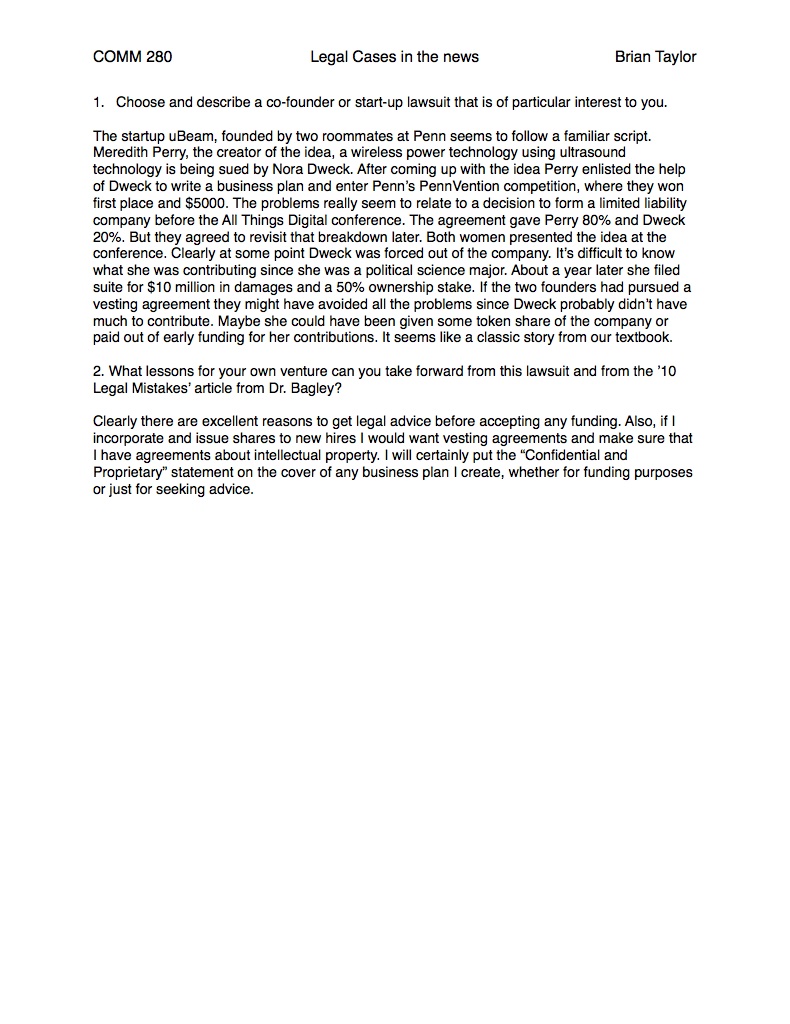 COMM 280 Legal Cases in the news Brian Taylor
1. Choose and describe a co-founder or start-up lawsuit that is of particular interest to you.
The startup uBeam, founded by two roommates at Penn seems to follow a familiar script.
Meredith Perry, the creator of the idea, a wireless power technology using ultrasound
technology is being sued by Nora Dweck. After coming up with the idea Perry enlisted the help
of Dweck to write a business plan and enter Penn's PennVention competition, where they won
first place and $5000. The problems really seem to relate to a decision to form a limited liability
company before the All Things Digital conference. The agreement gave Perry 80% and Dweck
20%. But they agreed to revisit that breakdown later. Both women presented the idea at the
conference. Clearly at some point Dweck was forced out of the company. It's difficult to know
what she was contributing since she was a political science major. About a year later she filed
suite for $10 million in damages and a 50% ownership stake. If the two founders had pursued a
vesting agreement they might have avoided all the problems since Dweck probably didn't have
much to contribute. Maybe she could have been given some token share of the company or
paid out of early funding for her contributions. It seems like a classic story from our textbook.
2. What lessons for your own venture can you take forward from this lawsuit and from the '10
Legal Mistakes' article from Dr. Bagley?
Clearly there are excellent reasons to get legal advice before accepting any funding. Also, if I
incorporate and issue shares to new hires I would want vesting agreements and make sure that
I have agreements about intellectual property. I will certainly put the “Confidential and
Proprietary” statement on the cover of any business plan I create, whether for funding purposes
or just for seeking advice.